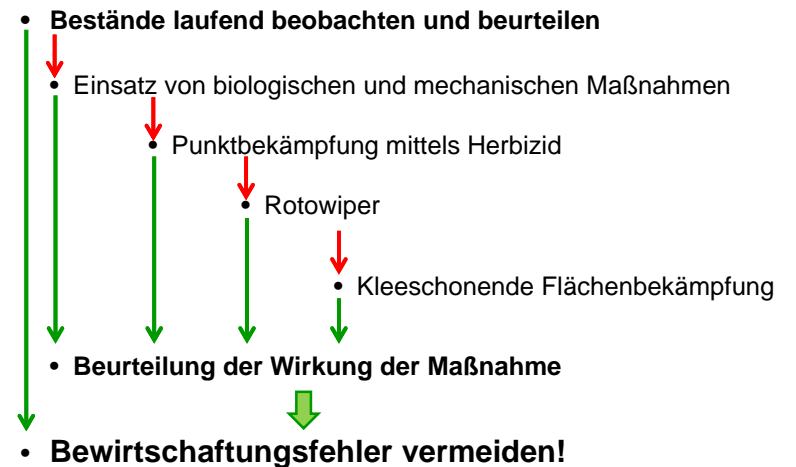 • Bestände laufend beobachten und beurteilen
• Einsatz von biologischen und mechanischen Maßnahmen
• Punktbekämpfung mittels Herbizid
• Rotowiper
• Kleeschonende Flächenbekämpfung
• Beurteilung der Wirkung der Maßnahme
• Bewirtschaftungsfehler vermeiden!